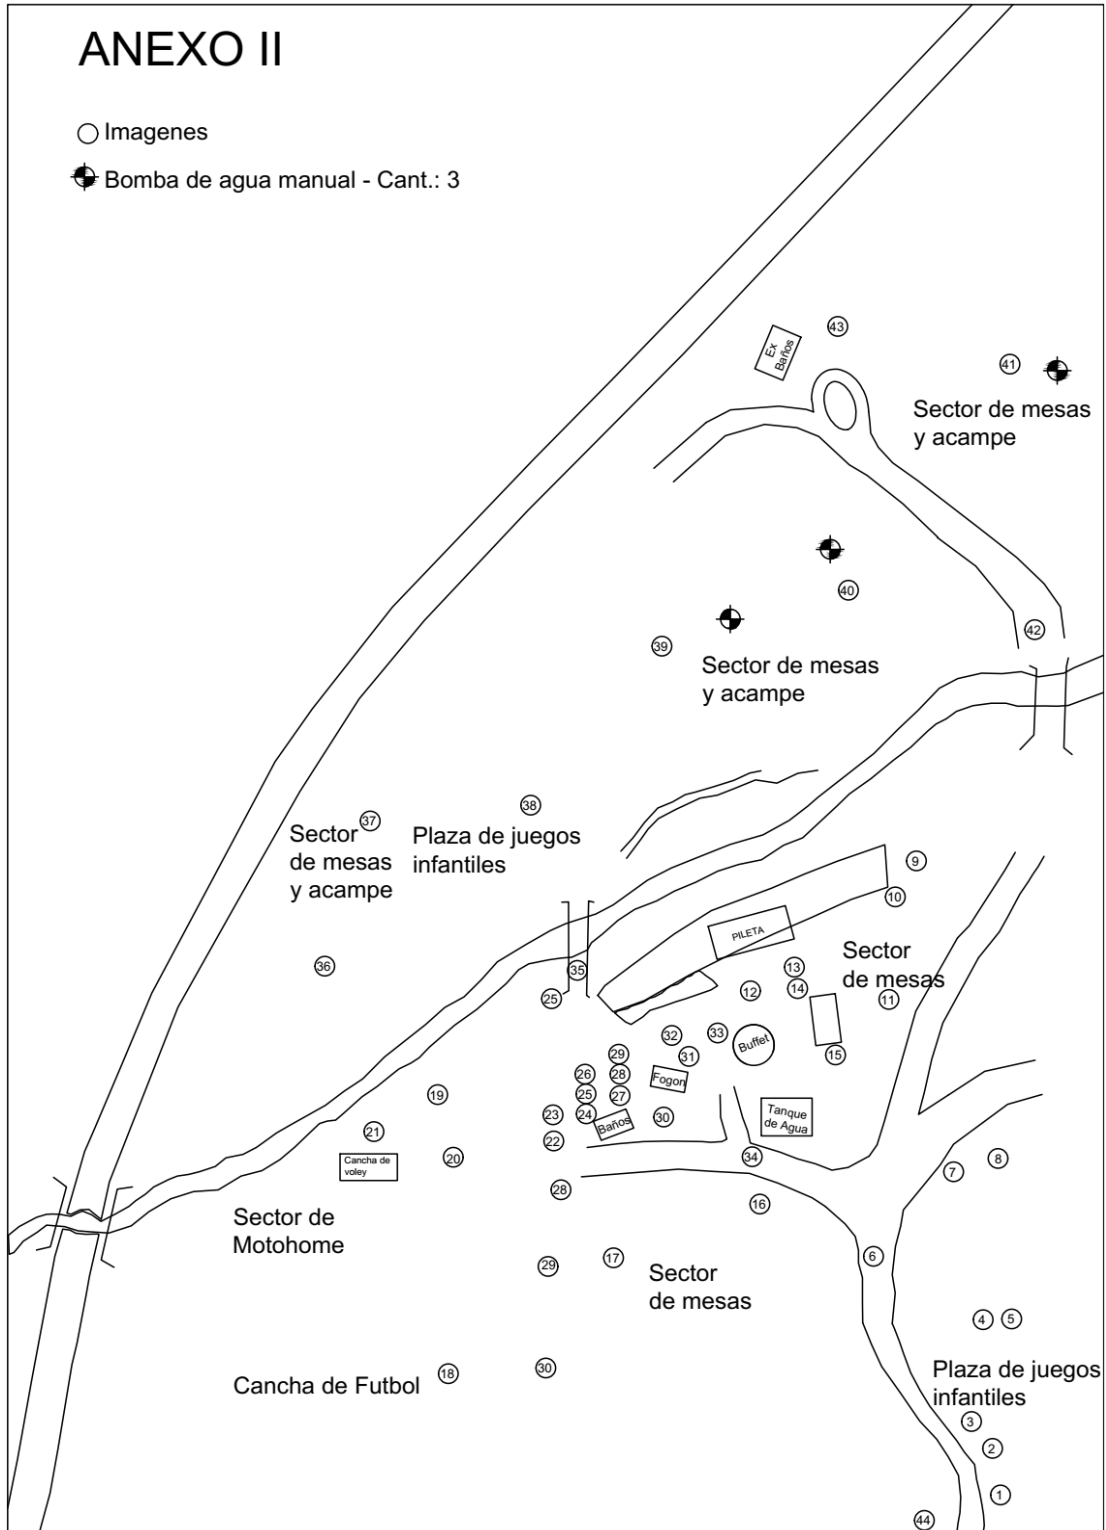 ANEXO II
Imagenes
Bomba de agua manual - Cant.: 3
43
Ex
Baños
41
Sector de mesas
y acampe
40
42
39
Sector de mesas
y acampe
38
37
Sector
de mesas
y acampe
Plaza de juegos
infantiles
9
10
PILETA
Sector
de mesas
36
35
25
13
14
12
11
32
33
Buffet
15
29
31
26
28
Fogon
25
27
19
23
24
Baños
30
Tanque
de Agua
21
22
20
Cancha de
voley
34
7
8
28
16
Sector de
Motohome
6
29
17
Sector
de mesas
4
5
18
30
Cancha de Futbol
Plaza de juegos
infantiles
3
2
1
44